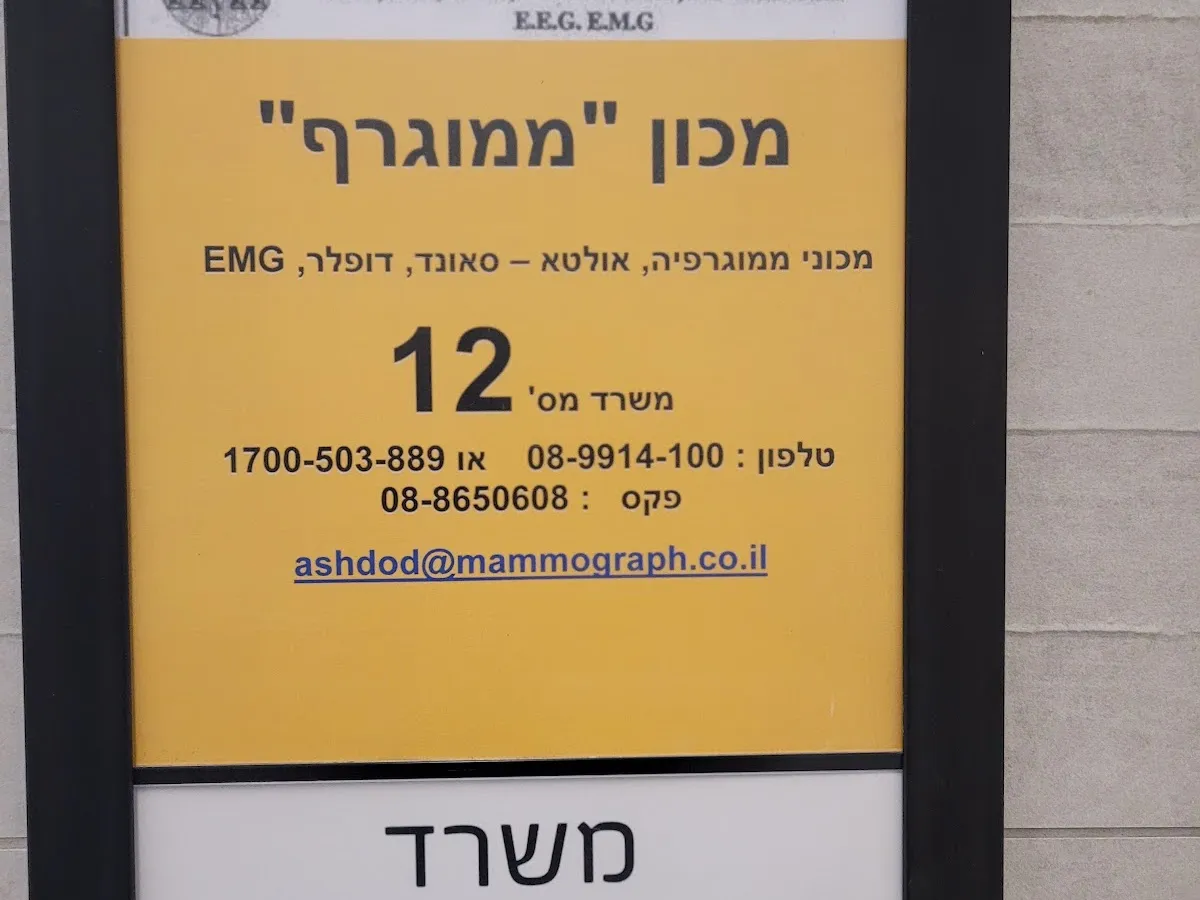 E.E.G. E.M.G
מכון "ממוגרף"
מכוני ממוגרפיה, אולטא – סאונד, דופלר, EMG
משרד מס' 12
טלפון : 08-9914-100 או 1700-503-889
פקס : 08-8650608
ashdod@mammograph.co.il
משרד